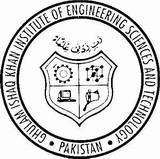 GHULAM ISHAQ KHAN INSTITUTE OF ENGINEERING SCIENCES AND TECHNOLOGY
• PAKISTAN •